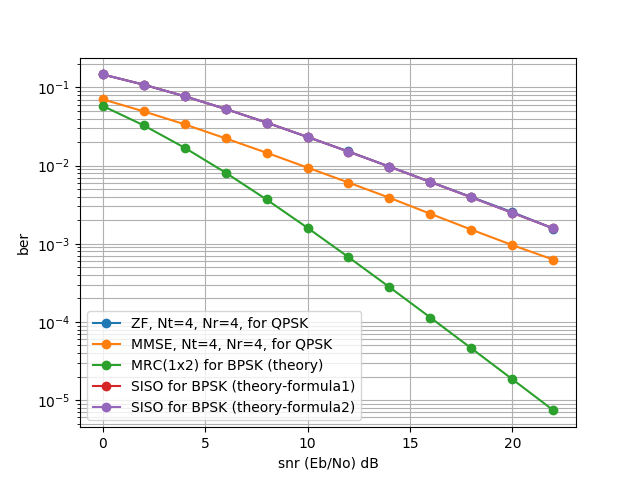 10⁻¹
10⁻²
10⁻³
10⁻⁴
10⁻⁵
ber
ZF, Nt=4, Nr=4, for QPSK
MMSE, Nt=4, Nr=4, for QPSK
MRC(1x2) for BPSK (theory)
SISO for BPSK (theory-formula1)
SISO for BPSK (theory-formula2)
0 5 10 15 20
snr (Eb/No) dB